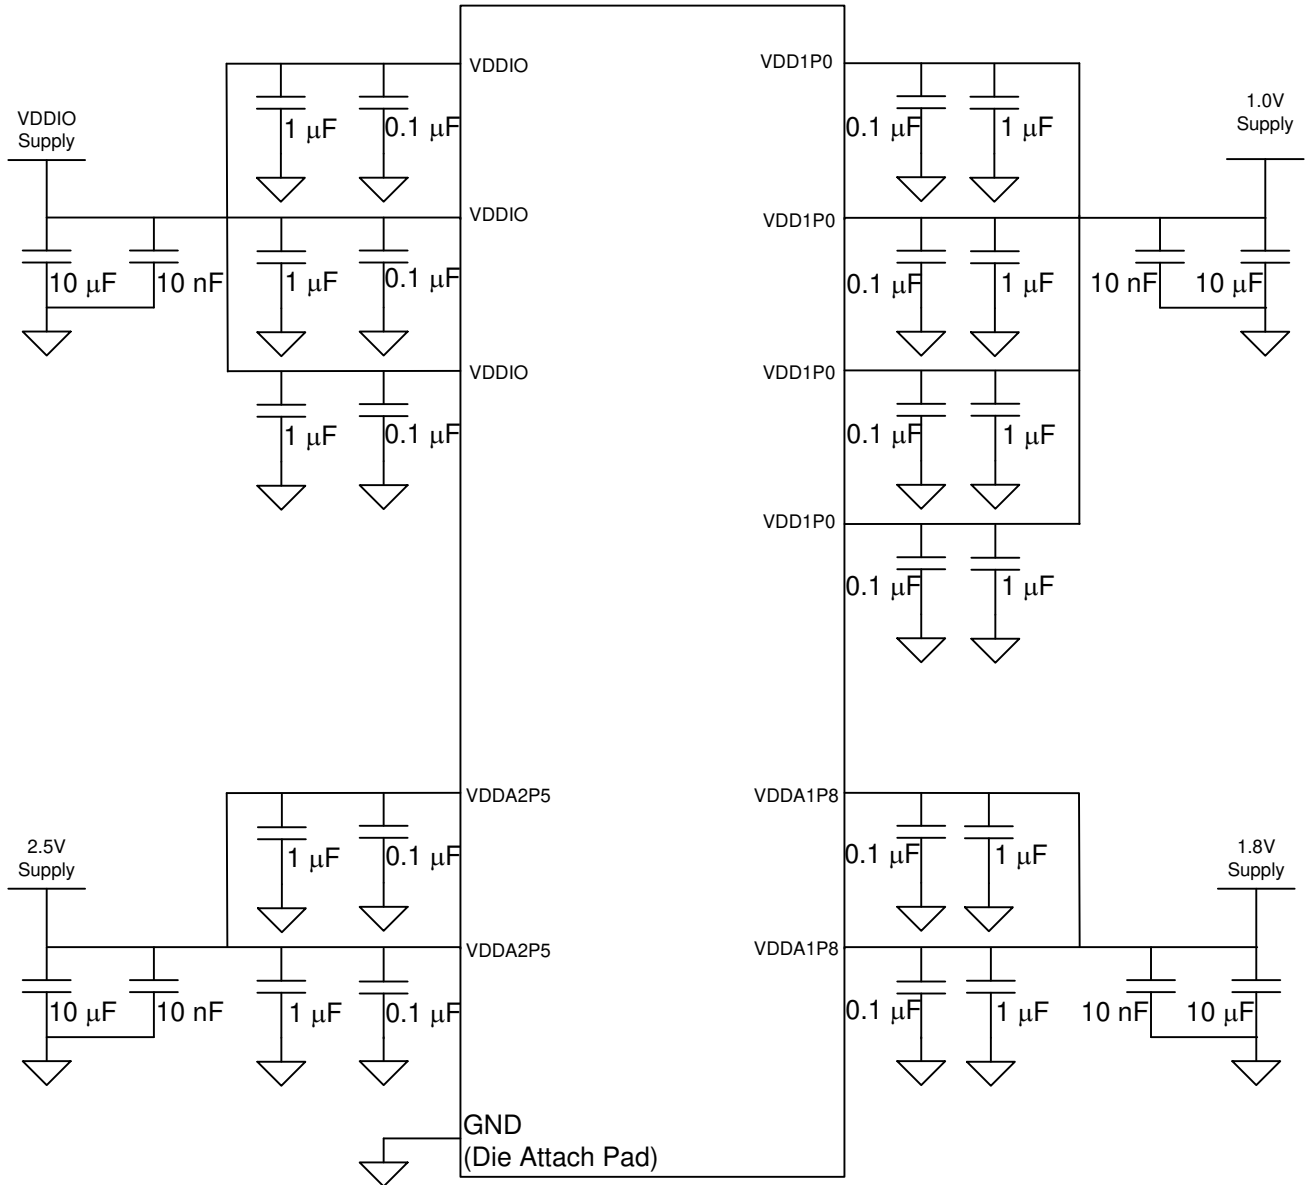 VDDIO
VDD1P0
1 μF
0.1 μF
0.1 μF
1 μF
VDDIO
Supply
1.0V
Supply
VDDIO
VDD1P0
10 μF
10 nF
1 μF
0.1 μF
0.1 μF
1 μF
10 nF
10 μF
VDDIO
VDD1P0
1 μF
0.1 μF
0.1 μF
1 μF
VDD1P0
0.1 μF
1 μF
VDDA2P5
VDDA1P8
1 μF
0.1 μF
0.1 μF
1 μF
2.5V
Supply
1.8V
Supply
VDDA2P5
VDDA1P8
10 μF
10 nF
1 μF
0.1 μF
0.1 μF
1 μF
10 nF
10 μF
GND
(Die Attach Pad)